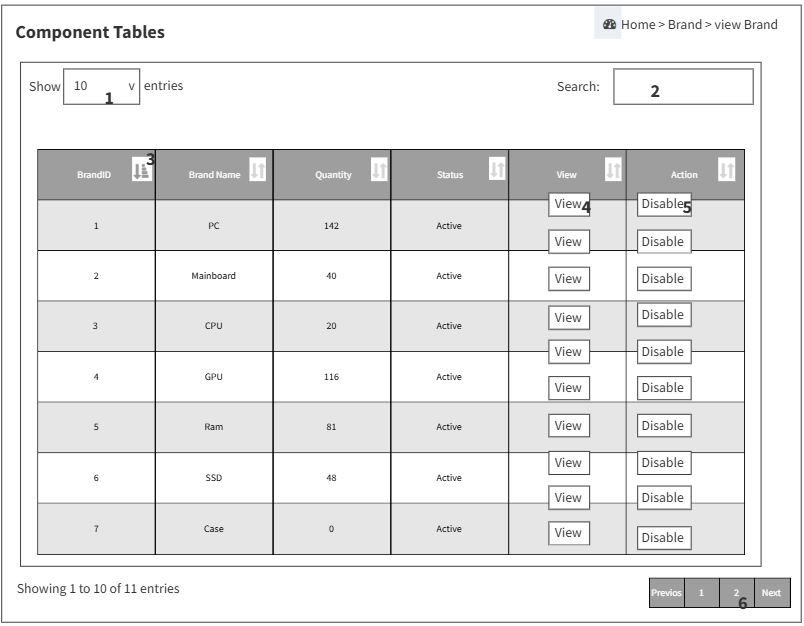 Component Tables
Home > Brand > view Brand
Show 10 v entries
1
Search:
2
3
BrandID Brand Name Quantity Status View Action
View 4 Disable 5
1 PC 142 Active
View Disable
2 Mainboard 40 Active View Disable
3 CPU 20 Active View Disable
View Disable
4 GPU 116 Active View Disable
5 Ram 81 Active View Disable
View Disable
6 SSD 48 Active
View Disable
7 Case 0 Active View Disable
Showing 1 to 10 of 11 entries
Previos 1 2 Next
6